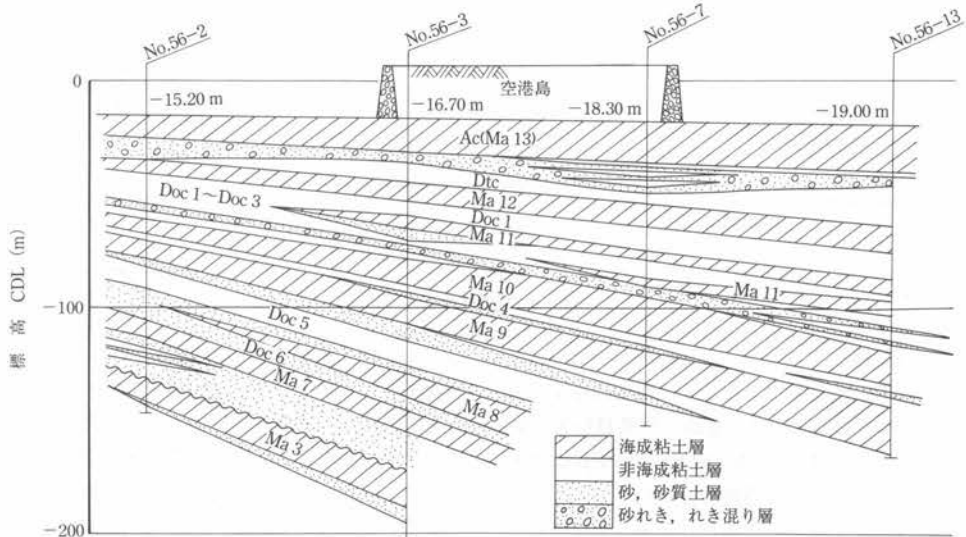 No.56-2
No.56-3
No.56-7
No.56-13
0
-100
-200
標高 CDL (m)
-15.20 m
-16.70 m
空港島
-18.30 m
-19.00 m
Ac(Ma 13)
Dtc
Ma 12
Doc 1～Doc 3
Doc 1
Ma 11
Ma 11
Ma 10
Doc 4
Ma 9
Doc 5
Doc 6
Ma 8
Ma 7
Ma 3
海成粘土層
非海成粘土層
砂，砂質土層
砂れき，れき混り層